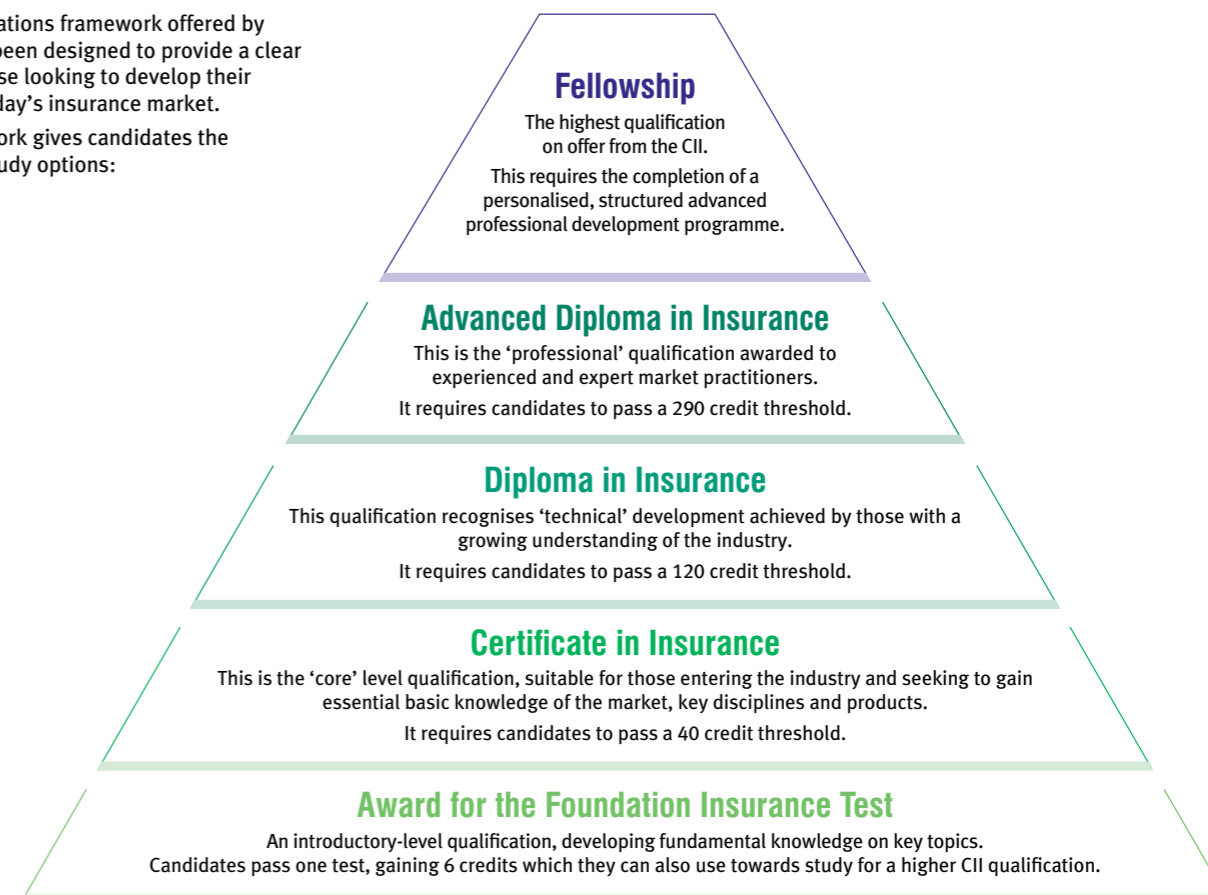 ations framework offered by
been designed to provide a clear
se looking to develop their
day’s insurance market.
ork gives candidates the
udy options:
Fellowship
The highest qualification
on offer from the CII.
This requires the completion of a
personalised, structured advanced
professional development programme.
Advanced Diploma in Insurance
This is the ‘professional’ qualification awarded to
experienced and expert market practitioners.
It requires candidates to pass a 290 credit threshold.
Diploma in Insurance
This qualification recognises ‘technical’ development achieved by those with a
growing understanding of the industry.
It requires candidates to pass a 120 credit threshold.
Certificate in Insurance
This is the ‘core’ level qualification, suitable for those entering the industry and seeking to gain
essential basic knowledge of the market, key disciplines and products.
It requires candidates to pass a 40 credit threshold.
Award for the Foundation Insurance Test
An introductory-level qualification, developing fundamental knowledge on key topics.
Candidates pass one test, gaining 6 credits which they can also use towards study for a higher CII qualification.